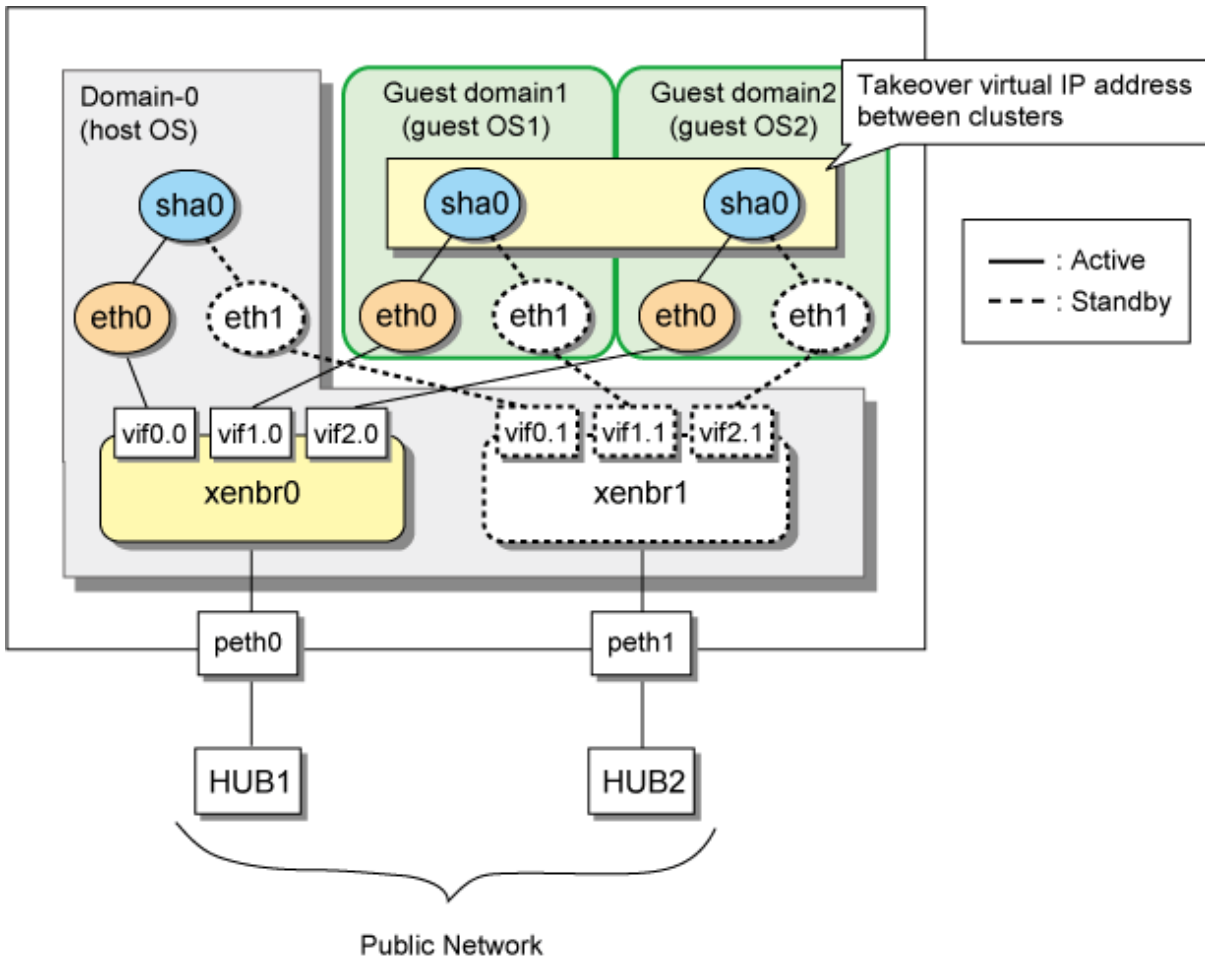 Domain-0
(host OS)
Guest domain1
(guest OS1)
Guest domain2
(guest OS2)
Takeover virtual IP address
between clusters
sha0
sha0
sha0
eth0
eth1
eth0
eth1
eth0
eth1
: Active
: Standby
vif0.0
vif1.0
vif2.0
vif0.1
vif1.1
vif2.1
xenbr0
xenbr1
peth0
peth1
HUB1
HUB2
Public Network